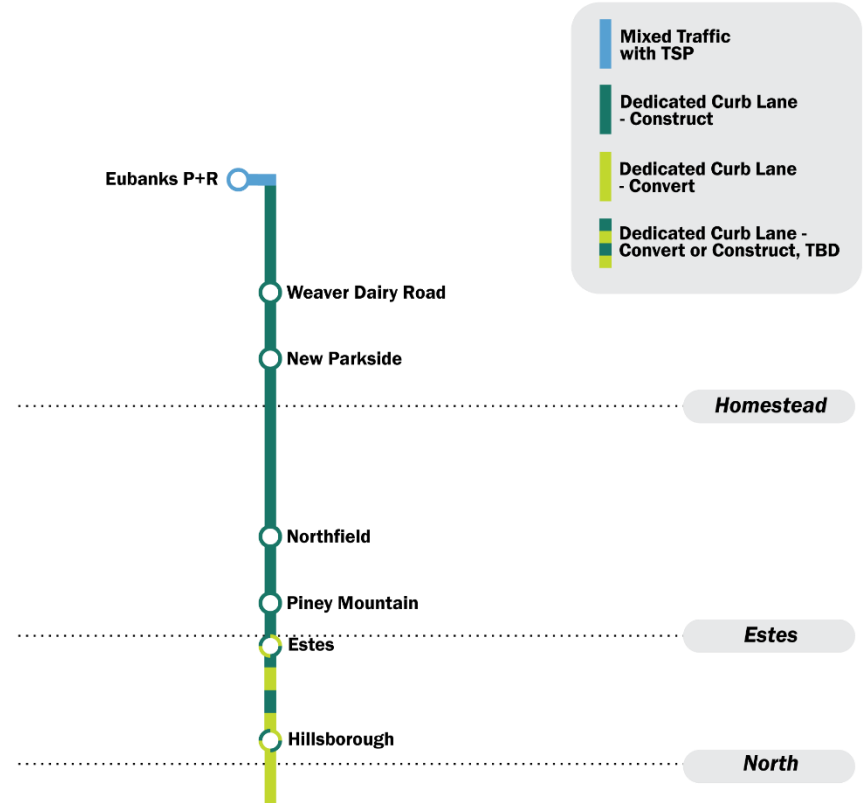 Mixed Traffic
with TSP
Dedicated Curb Lane
- Construct
Dedicated Curb Lane
- Convert
Dedicated Curb Lane -
Convert or Construct, TBD
Eubanks P+R
Weaver Dairy Road
New Parkside
Homestead
Northfield
Piney Mountain
Estes
Estes
Hillsborough
North